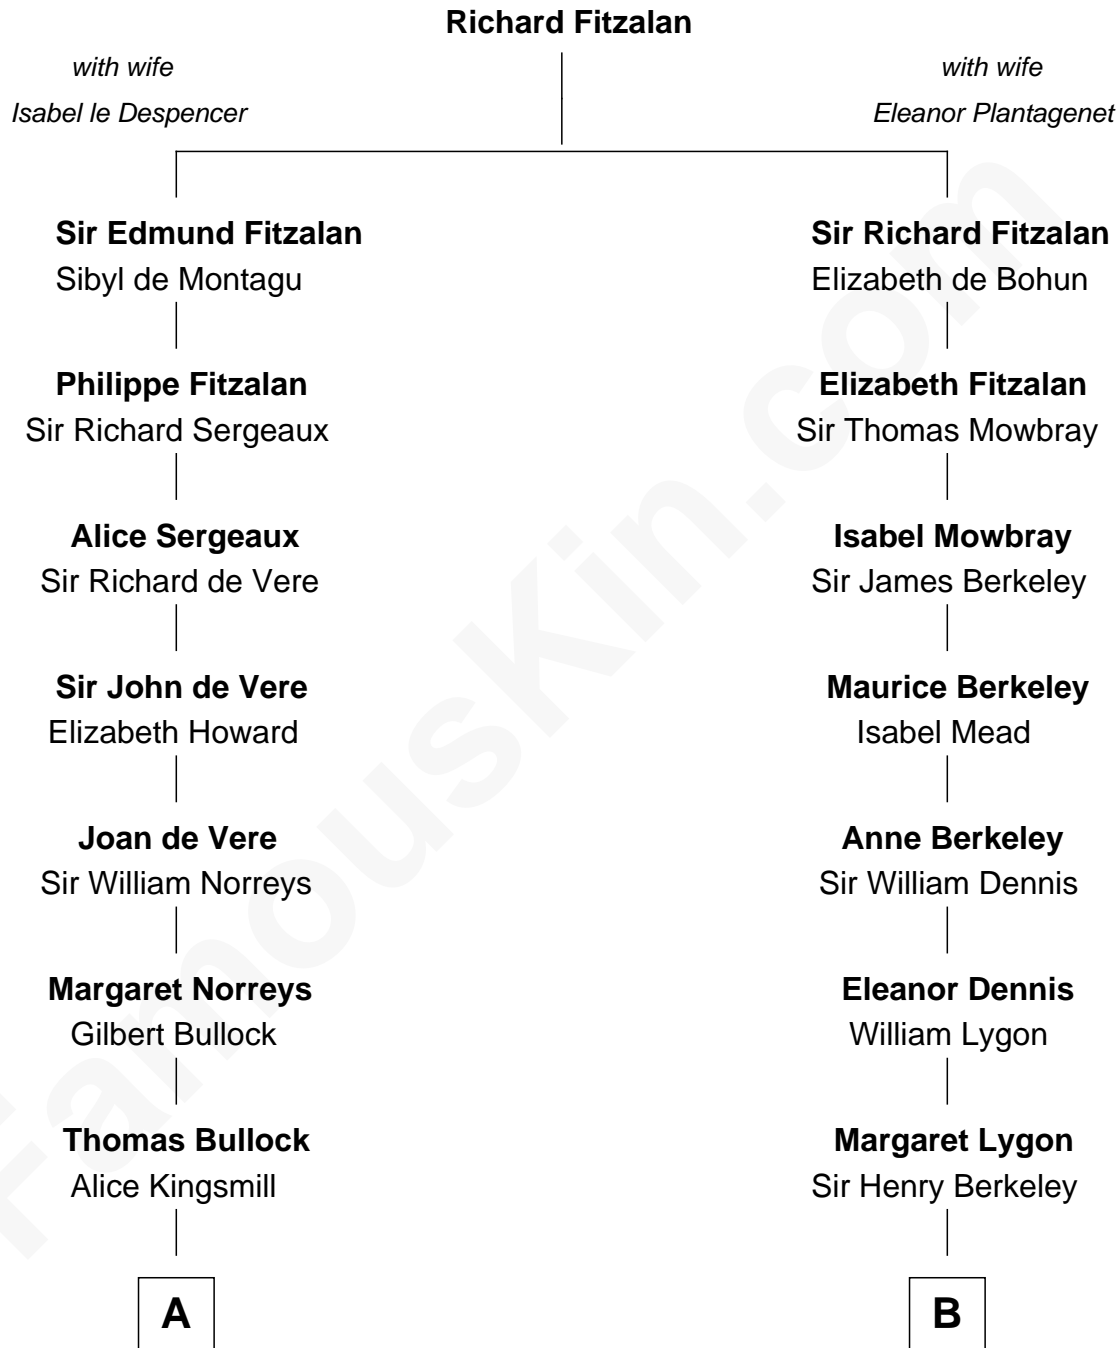 Richard Fitzalan
with wife
Isabel le Despencer
with wife
Eleanor Plantagenet
Sir Edmund Fitzalan
Sibyl de Montagu
Sir Richard Fitzalan
Elizabeth de Bohun
Philippe Fitzalan
Sir Richard Sergeaux
Elizabeth Fitzalan
Sir Thomas Mowbray
Alice Sergeaux
Sir Richard de Vere
Isabel Mowbray
Sir James Berkeley
Sir John de Vere
Elizabeth Howard
Maurice Berkeley
Isabel Mead
Joan de Vere
Sir William Norreys
Anne Berkeley
Sir William Dennis
Margaret Norreys
Gilbert Bullock
Eleanor Dennis
William Lygon
Thomas Bullock
Alice Kingsmill
Margaret Lygon
Sir Henry Berkeley
A
B
FamousKin.com